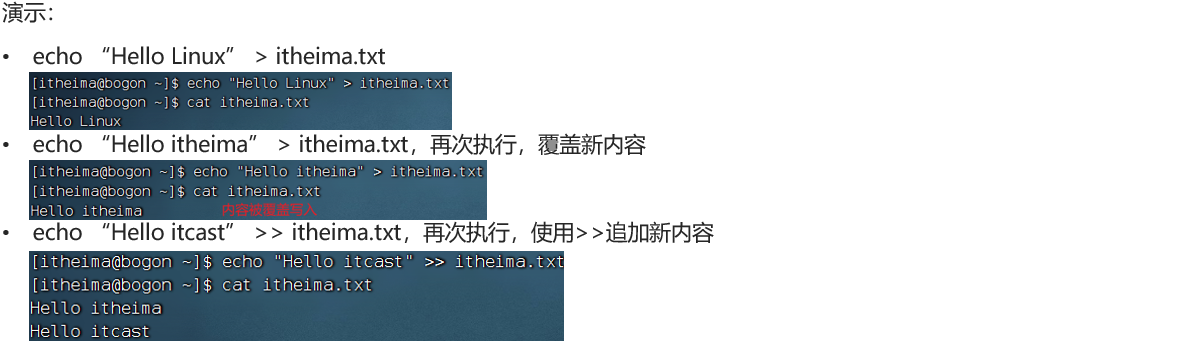 演示：
• echo “Hello Linux” > itheima.txt
[itheima@bogon ~]$ echo "Hello Linux" > itheima.txt
[itheima@bogon ~]$ cat itheima.txt
Hello Linux
• echo “Hello itheima” > itheima.txt，再次执行，覆盖新内容
[itheima@bogon ~]$ echo "Hello itheima" > itheima.txt
[itheima@bogon ~]$ cat itheima.txt
Hello itheima 内容被覆盖写入
• echo “Hello itcast” >> itheima.txt，再次执行，使用>>追加新内容
[itheima@bogon ~]$ echo "Hello itcast" >> itheima.txt
[itheima@bogon ~]$ cat itheima.txt
Hello itheima
Hello itcast